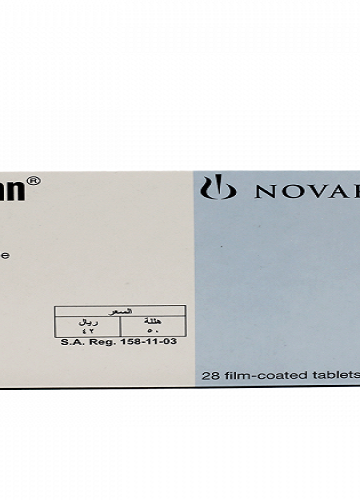 an®
NOVAR
e
السعر
ريال هللة
٤٢ ٥٠
S.A. Reg. 158-11-03
28 film-coated tablets